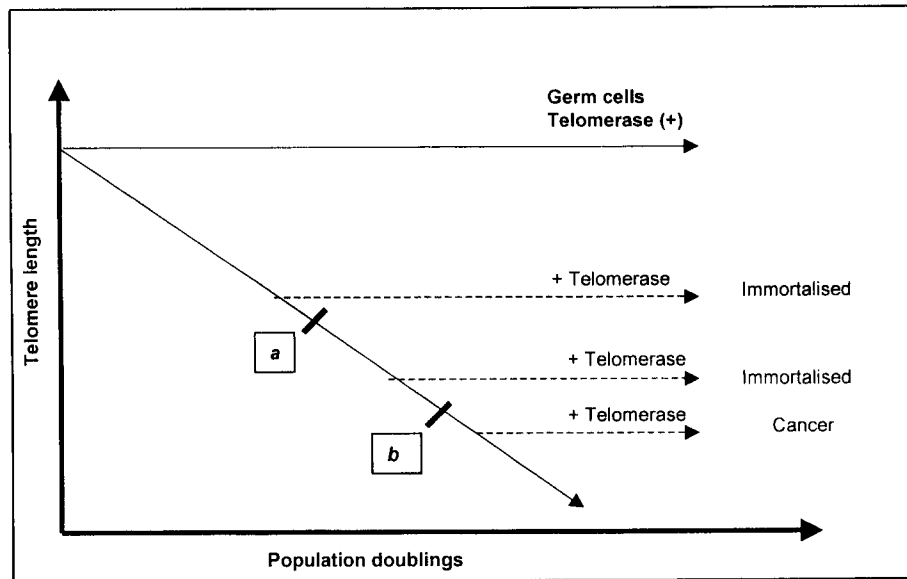 Germ cells
Telomerase (+)
Telomere length
+ Telomerase
Immortalised
a
+ Telomerase
Immortalised
+ Telomerase
Cancer
b
Population doublings